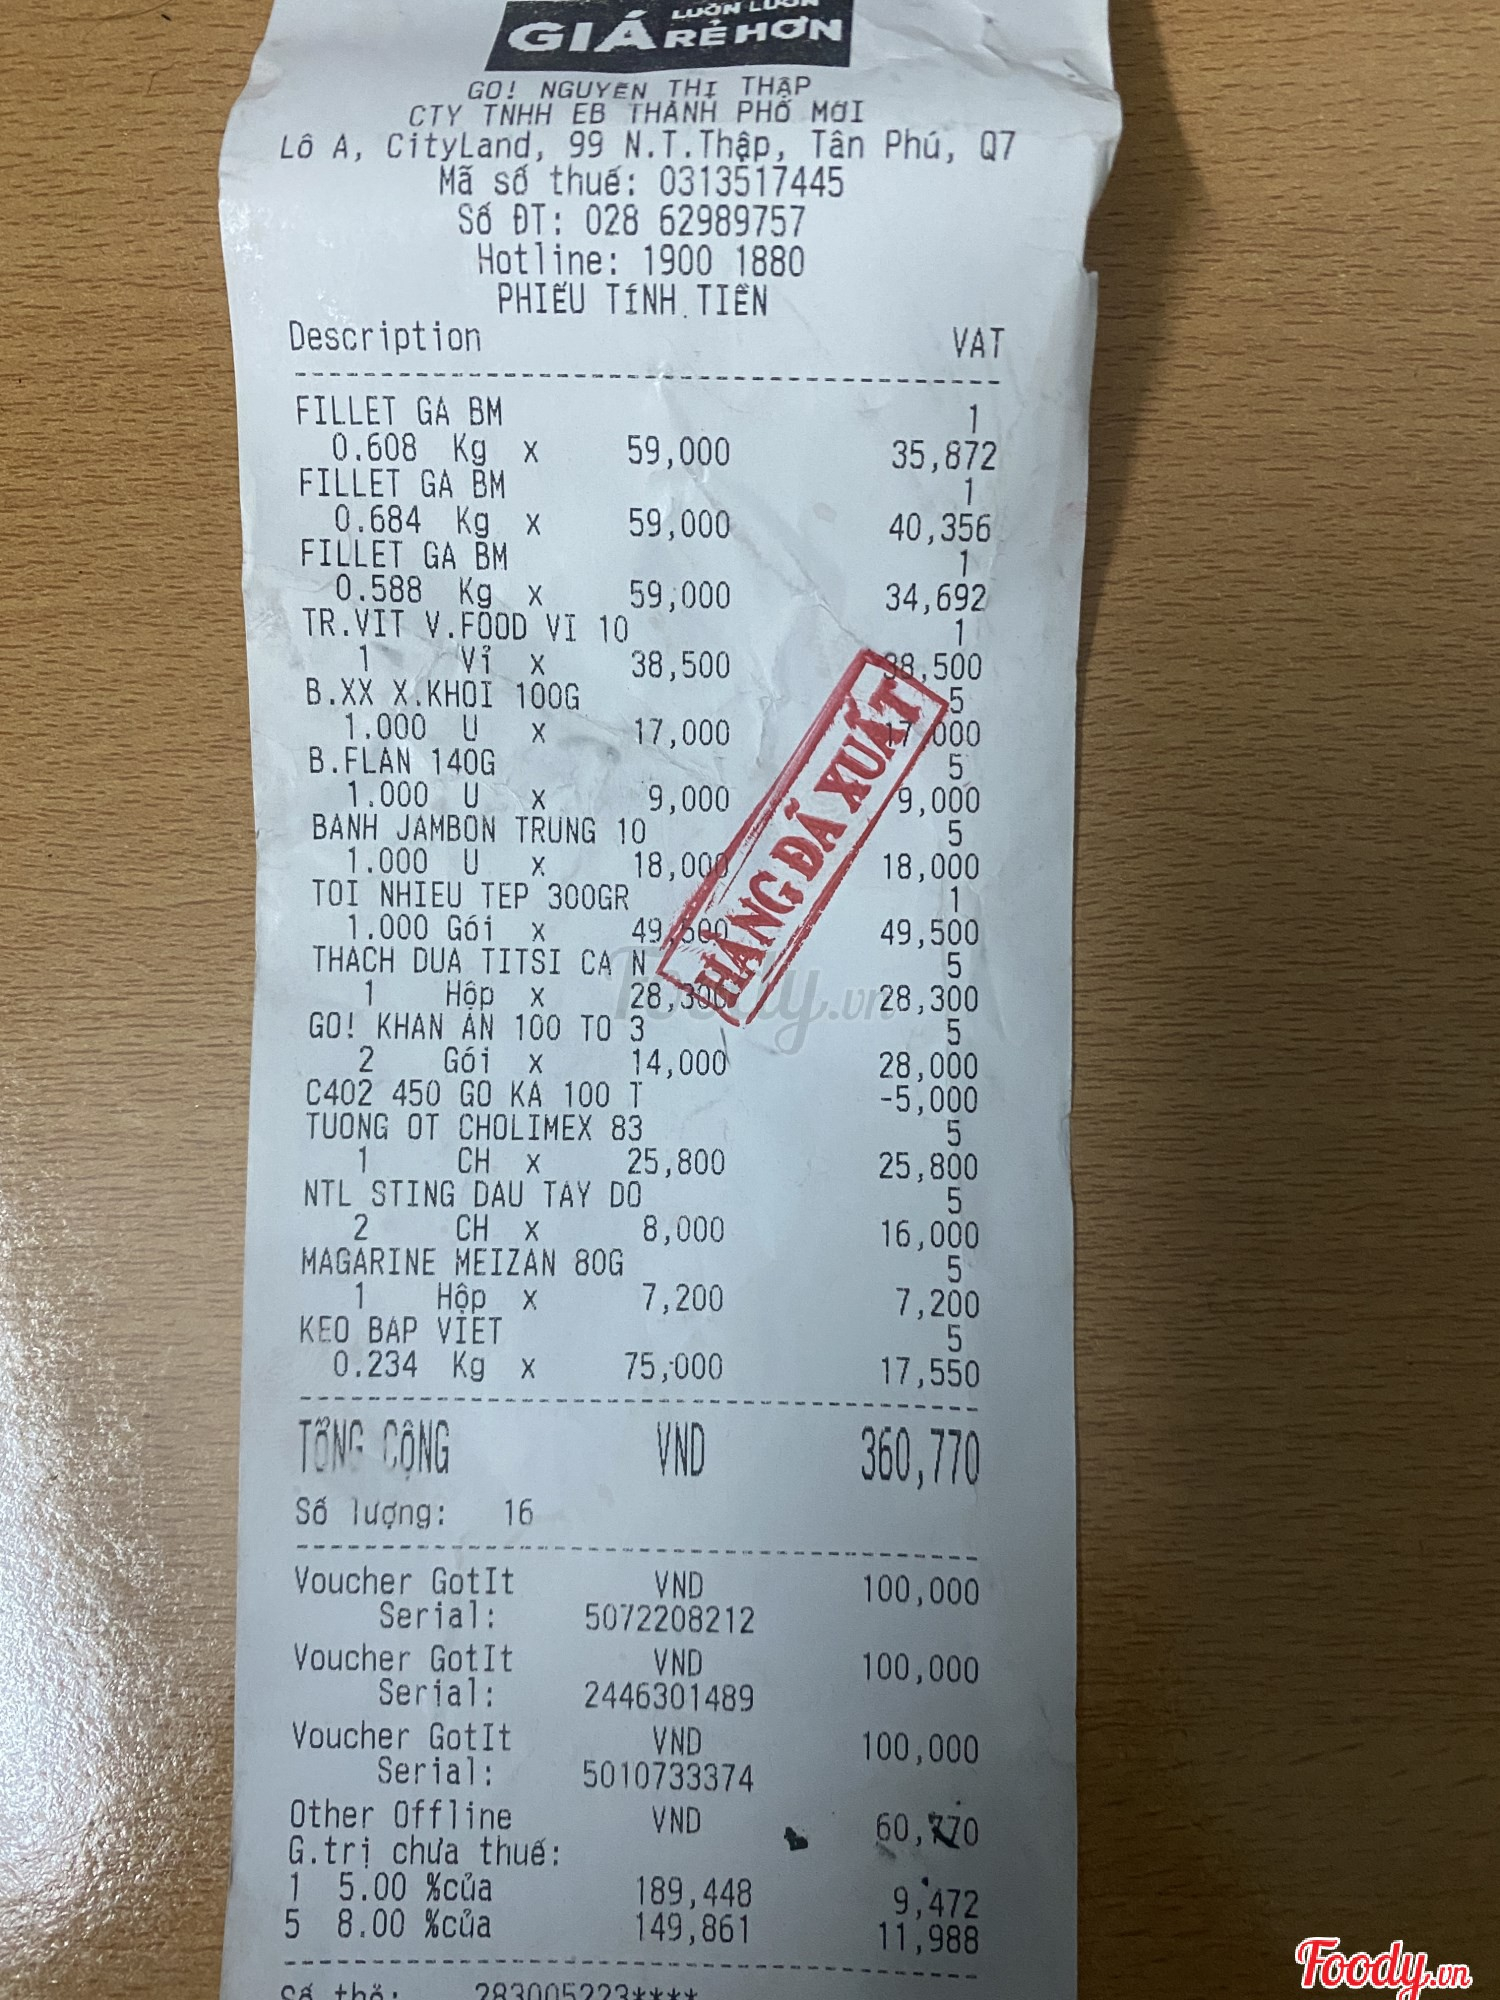 LUÔN LUÔN
GIÁ RẺ HƠN
GO! NGUYEN THỊ THẬP
CTY TNHH EB THÀNH PHỐ MỚI
Lô A, CityLand, 99 N.T.Thập, Tân Phú, Q7
Mã số thuế: 0313517445
Số ĐT: 028 62989757
Hotline: 1900 1880
PHIẾU TÍNH TIỀN
Description VAT
FILLET GA BM 1
0.608 Kg x 59,000 35,872
FILLET GA BM 1
0.684 Kg x 59,000 40,356
FILLET GA BM 1
0.588 Kg x 59,000 34,692
TR.VIT V.FOOD VI 10 1
1 Vỉ x 38,500 38,500
B.XX X.KHOI 100G 5
1.000 U x 17,000 17,000
B.FLAN 140G 5
1.000 U x 9,000 9,000
BANH JAMBON TRUNG 10 5
1.000 U x 18,000 18,000
TOI NHIEU TEP 300GR 1
1.000 Gói x 49,500 49,500
THACH DUA TITSI CA N 5
1 Hộp x 28,300 28,300
GO! KHAN AN 100 TO 3 5
2 Gói x 14,000 28,000
C402 450 GO KA 100 T -5,000
TUONG OT CHOLIMEX 83 5
1 CH x 25,800 25,800
NTL STING DAU TAY DO 5
2 CH x 8,000 16,000
MAGARINE MEIZAN 80G 5
1 Hộp x 7,200 7,200
KEO BAP VIET 5
0.234 Kg x 75,000 17,550
HÀNG ĐÃ XUẤT
Foody.vn
TỔNG CỘNG VND 360,770
Số lượng: 16
Voucher GotIt VND 100,000
Serial: 5072208212
Voucher GotIt VND 100,000
Serial: 2446301489
Voucher GotIt VND 100,000
Serial: 5010733374
Other Offline VND 60,770
G.trị chưa thuế:
1 5.00 %của 189,448 9,472
5 8.00 %của 149,861 11,988
Số thẻ: 283005223****
Foody.vn